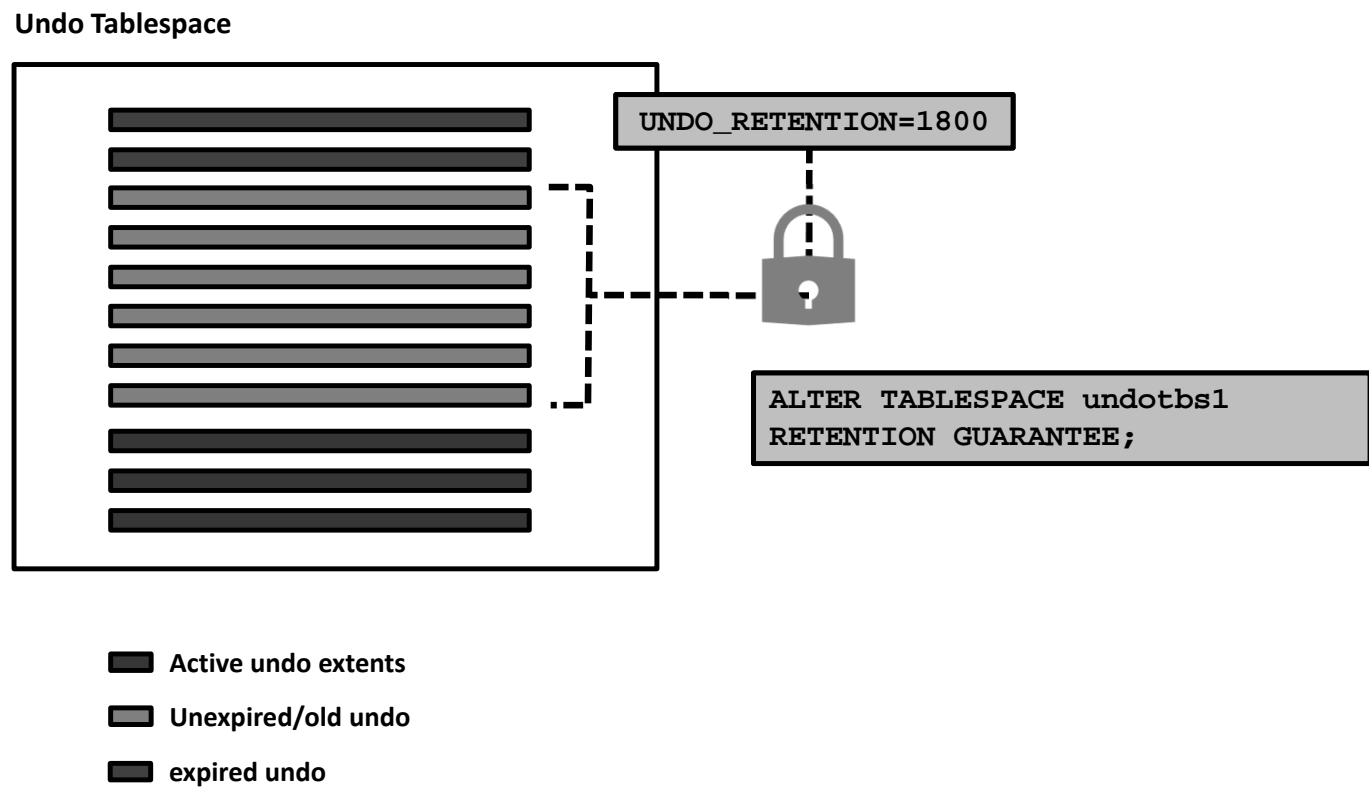 Undo Tablespace
UNDO_RETENTION=1800
ALTER TABLESPACE undotbs1
RETENTION GUARANTEE;
Active undo extents
Unexpired/old undo
expired undo